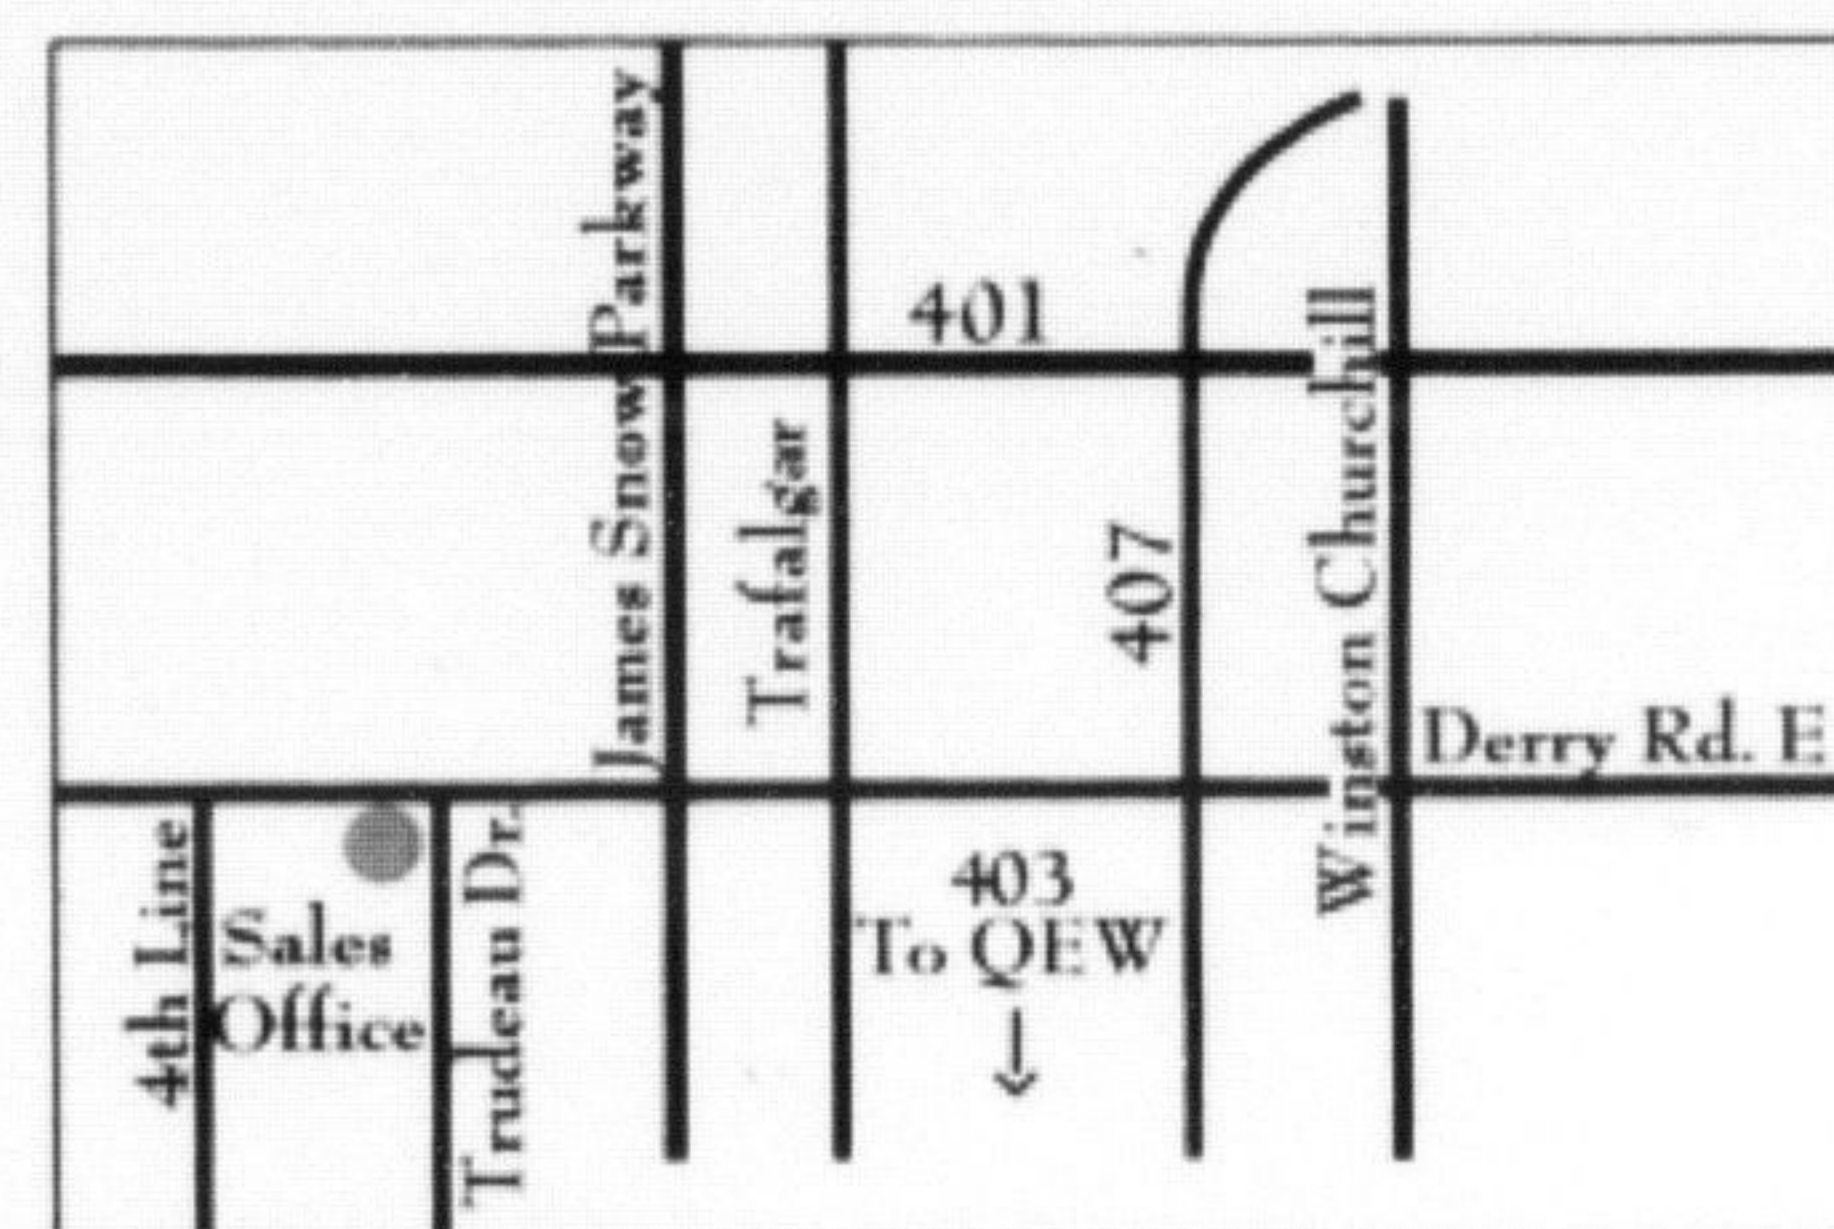 James Snow Parkway
Trafalgar
401
407
Winston Churchill
Derry Rd. E
4th Line
Sales
Office
Trudeau Dr.
403
To QEW